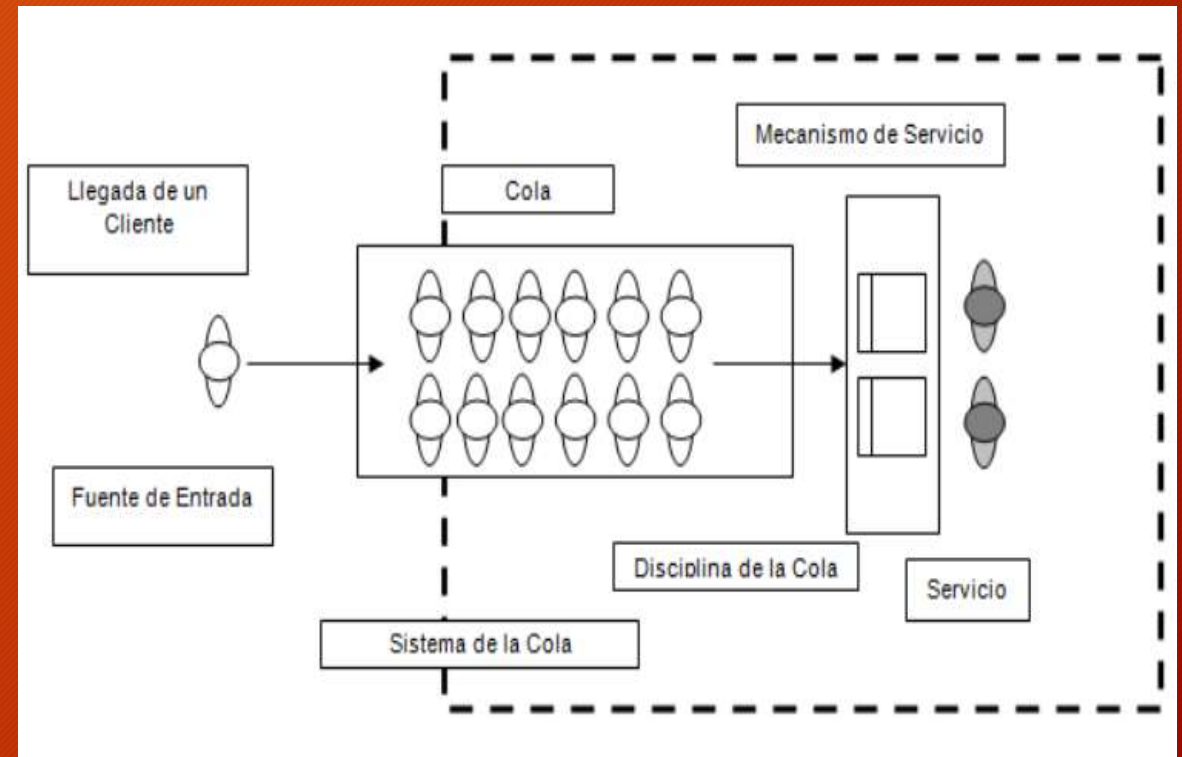 Mecanismo de Servicio
Llegada de un
Cliente
Cola
Fuente de Entrada
Disciplina de la Cola
Servicio
Sistema de la Cola